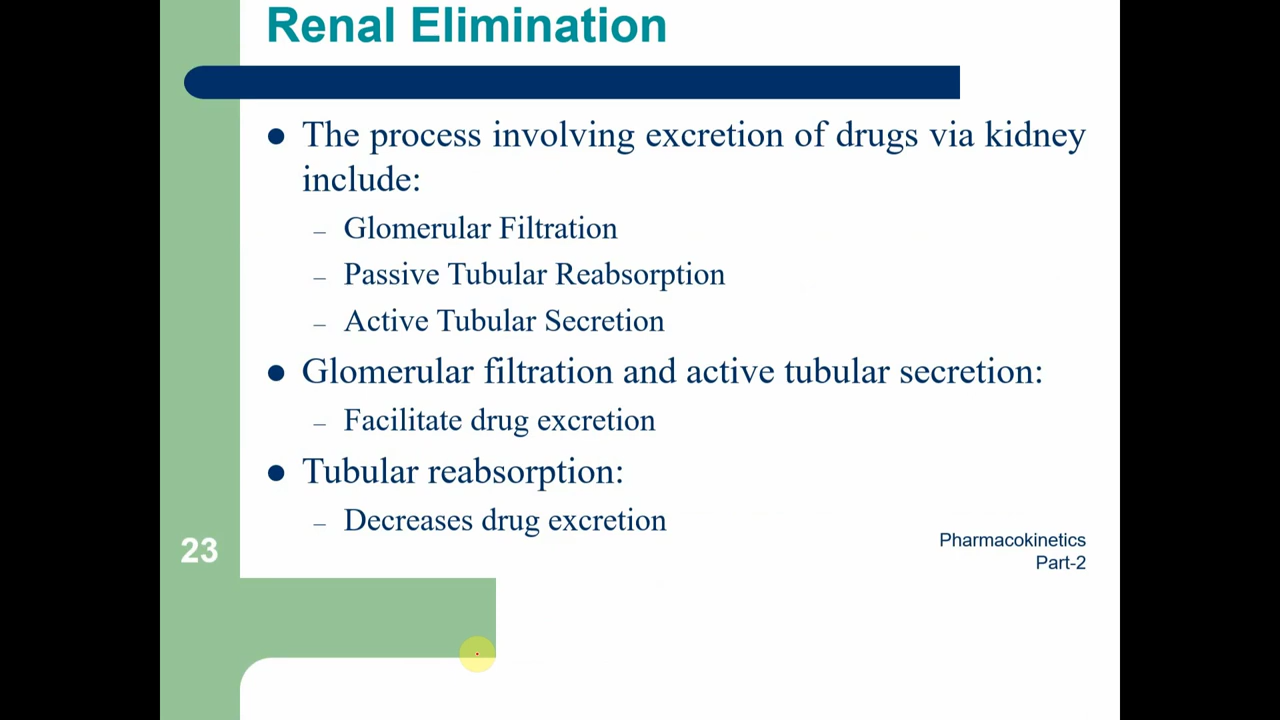 Renal Elimination
● The process involving excretion of drugs via kidney
include:
– Glomerular Filtration
– Passive Tubular Reabsorption
– Active Tubular Secretion
● Glomerular filtration and active tubular secretion:
– Facilitate drug excretion
● Tubular reabsorption:
– Decreases drug excretion
23
Pharmacokinetics
Part-2